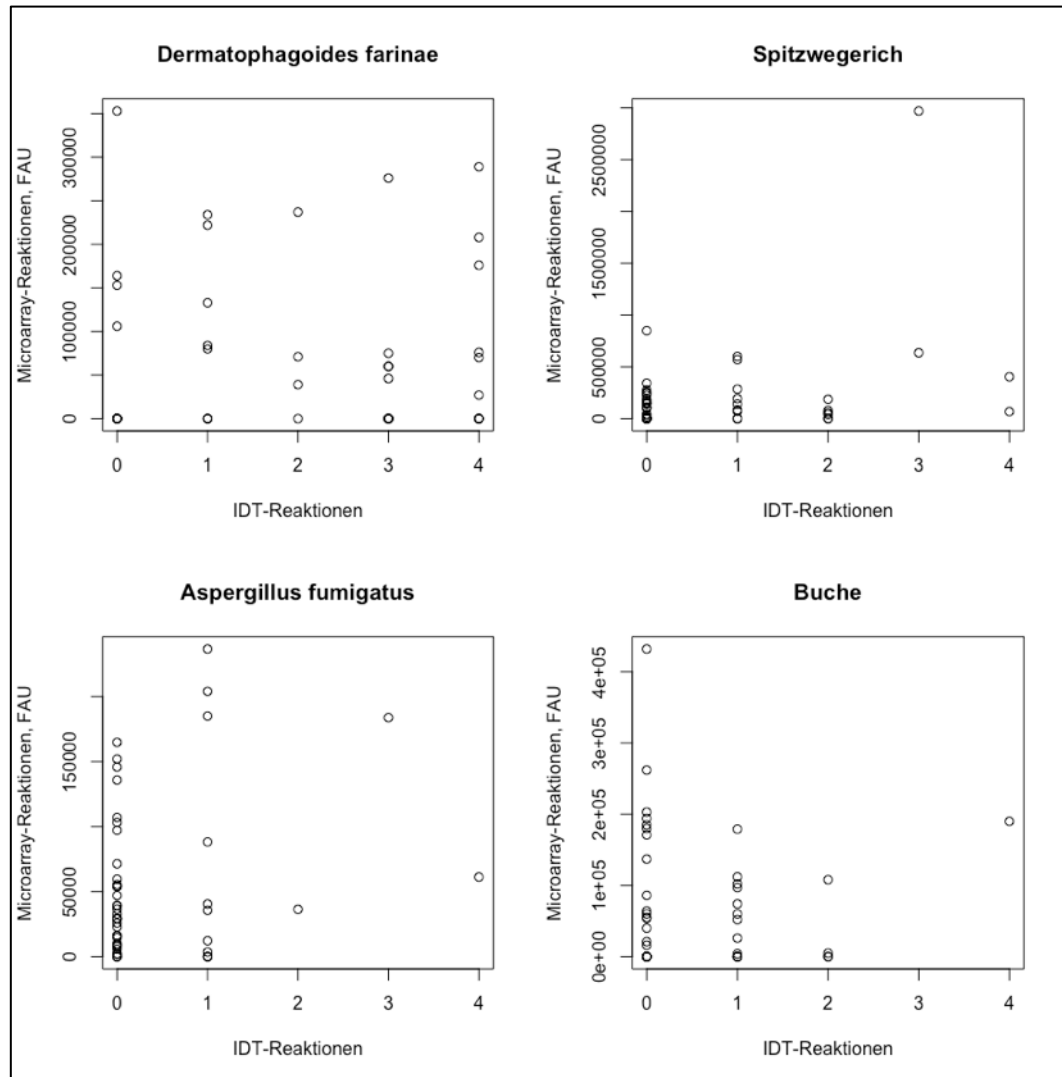 Dermatophagoides farinae
Microarray-Reaktionen, FAU
300000
200000
100000
0
0 1 2 3 4
IDT-Reaktionen
Spitzwegerich
Microarray-Reaktionen, FAU
2500000
1500000
500000
0
0 1 2 3 4
IDT-Reaktionen
Aspergillus fumigatus
Microarray-Reaktionen, FAU
150000
50000
0
0 1 2 3 4
IDT-Reaktionen
Buche
Microarray-Reaktionen, FAU
4e+05
3e+05
2e+05
1e+05
0e+00
0 1 2 3 4
IDT-Reaktionen